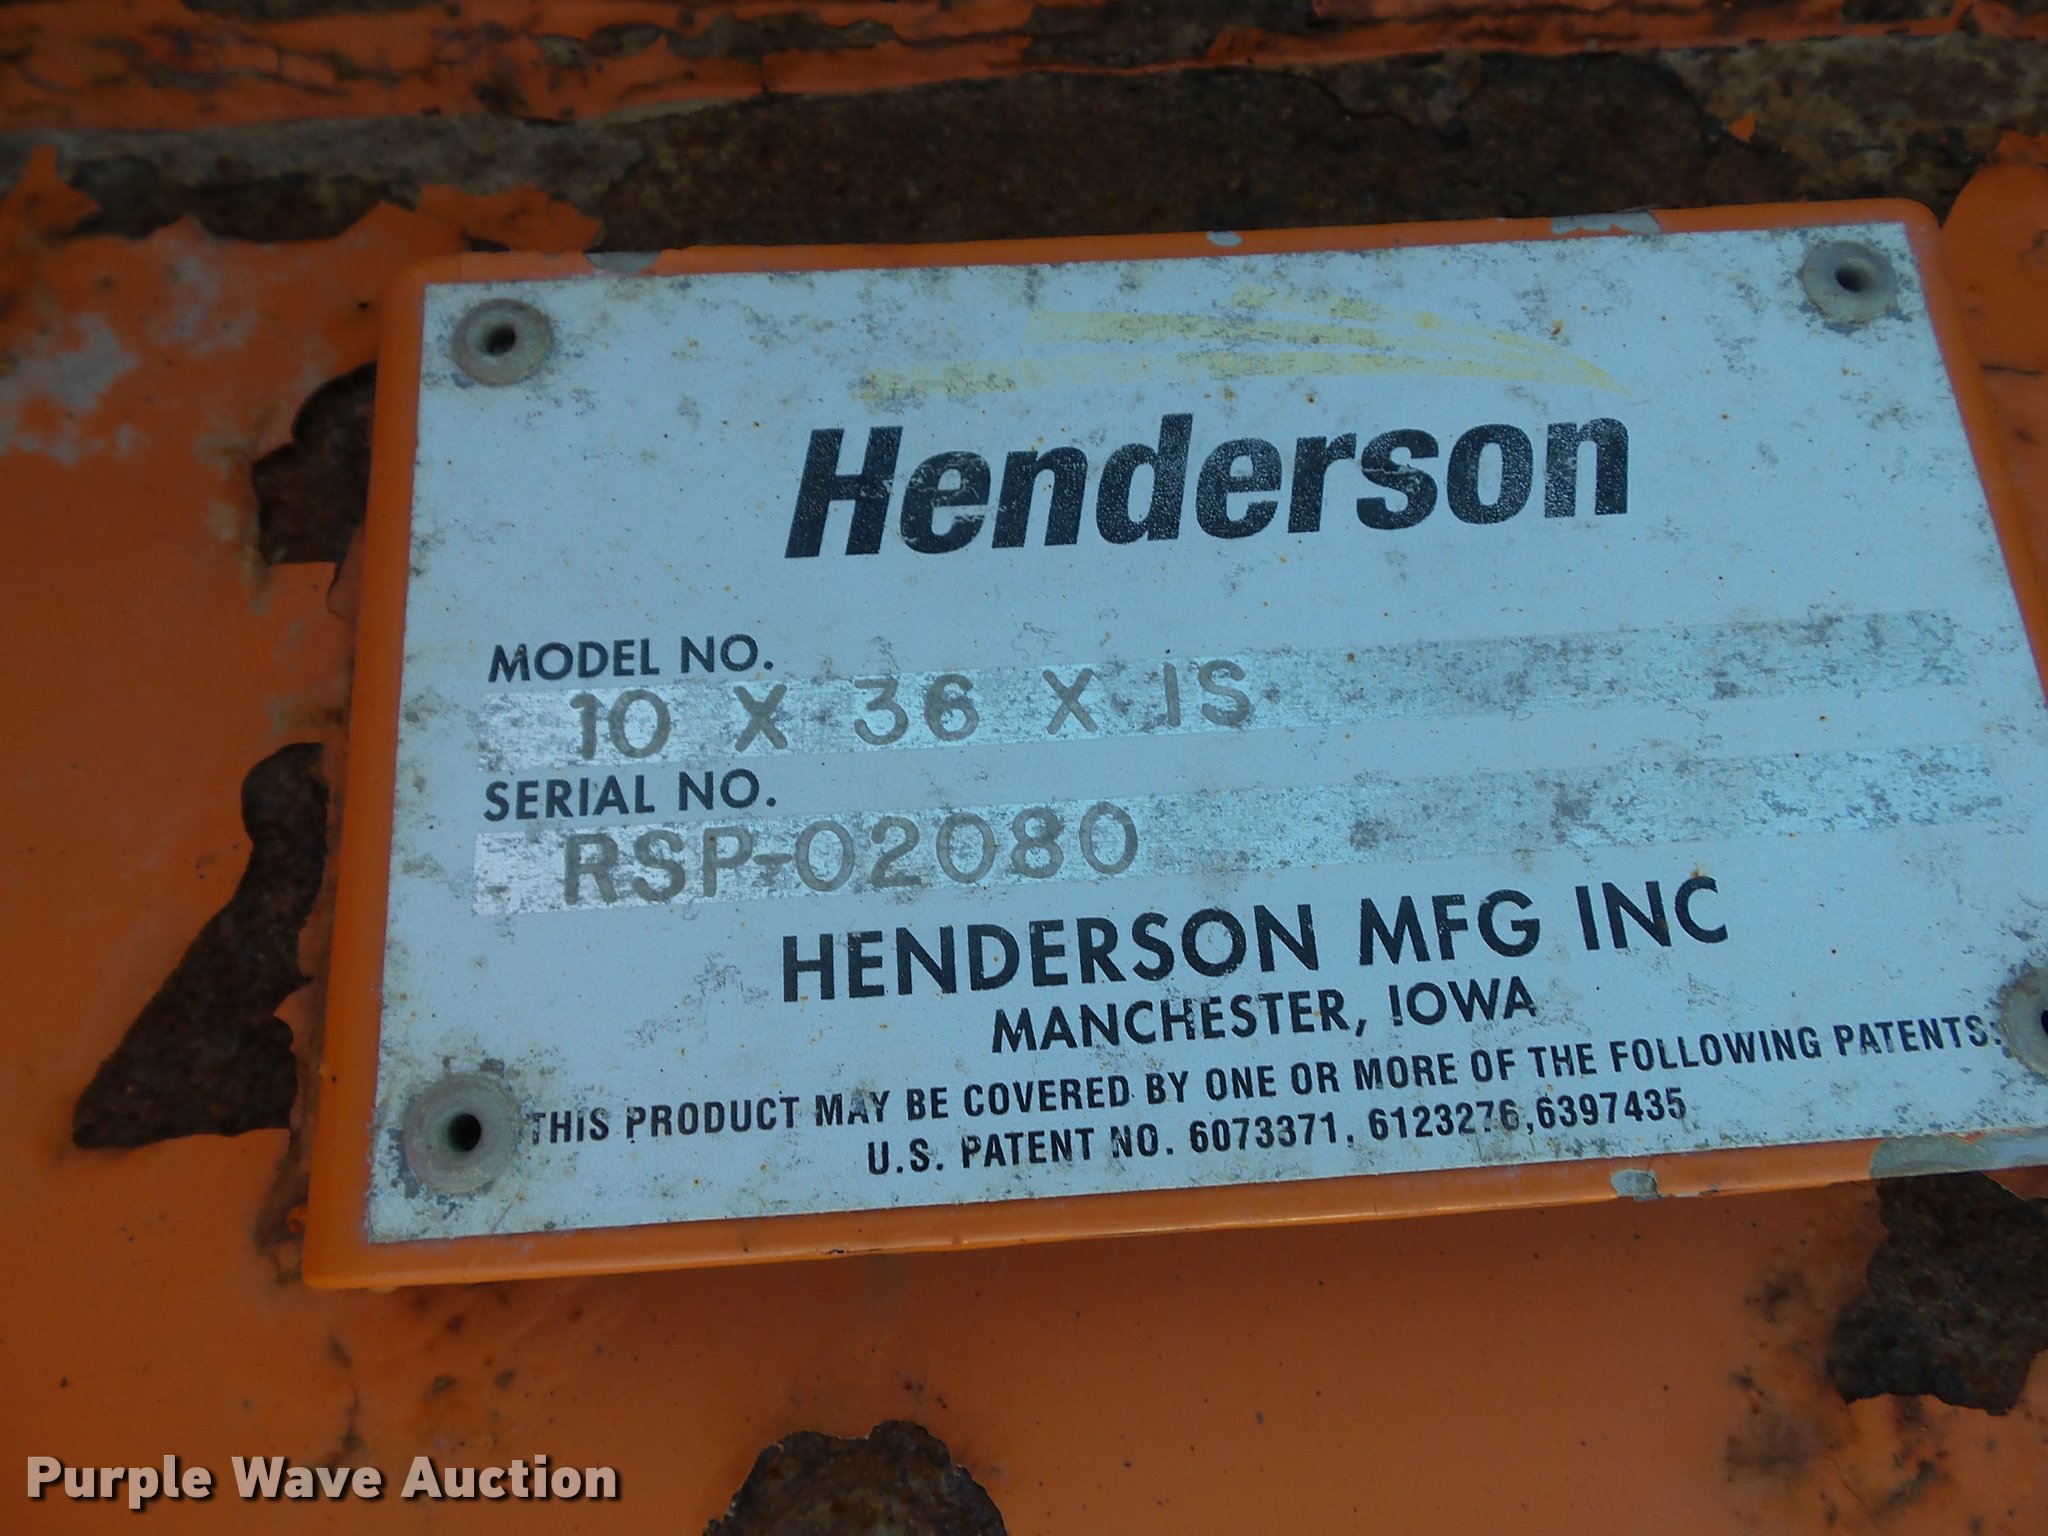 Henderson
MODEL NO.
10 X 36 X IS
SERIAL NO.
RSP-02080
HENDERSON MFG INC
MANCHESTER, IOWA
THIS PRODUCT MAY BE COVERED BY ONE OR MORE OF THE FOLLOWING PATENTS:
U.S. PATENT NO. 6073371, 6123276,6397435
Purple Wave Auction